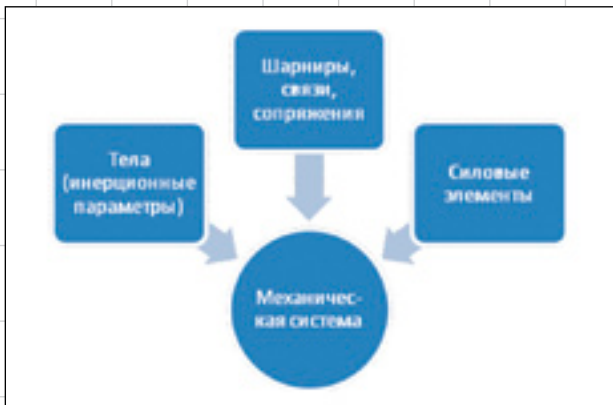 Шарниры,
связи,
сопряжения
Тела
(инерционные
параметры)
Силовые
элементы
Механичес-
кая система